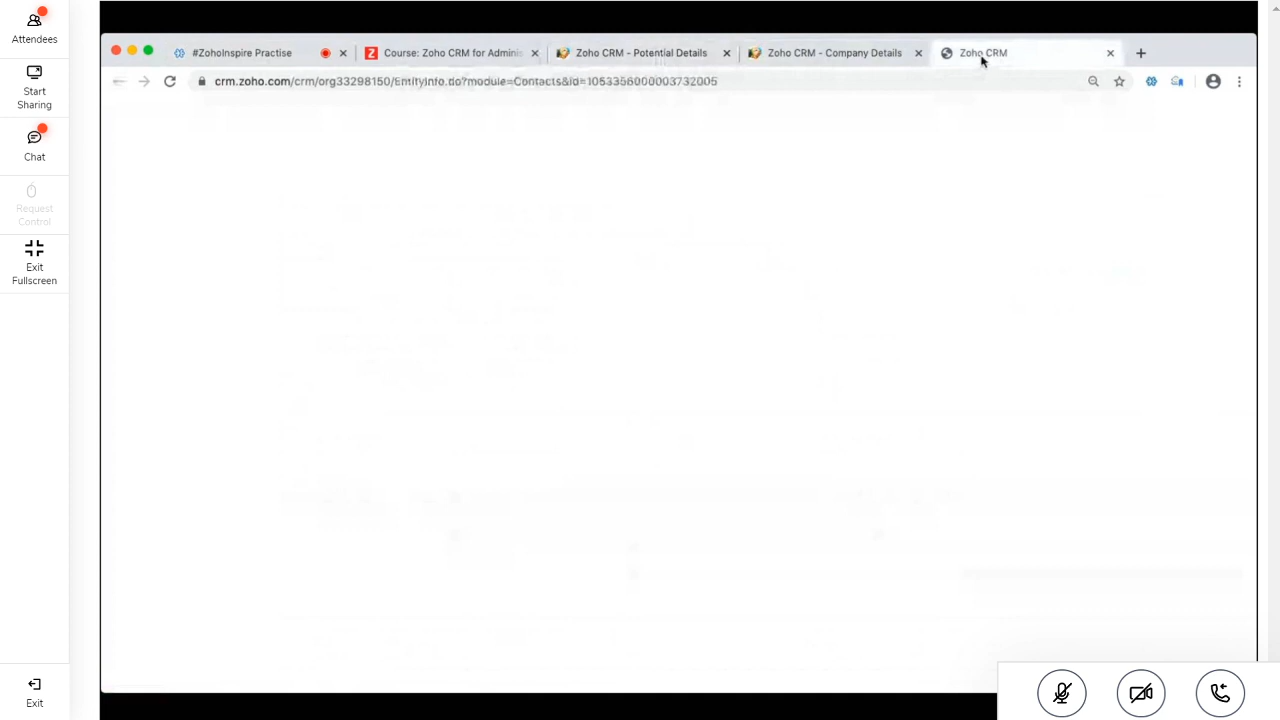 Attendees
Start
Sharing
Chat
Request
Control
Exit
Fullscreen
Exit
#ZohoInspire Practise
Course: Zoho CRM for Adminis
Zoho CRM - Potential Details
Zoho CRM - Company Details
Zoho CRM
crm.zoho.com/crm/org33298150/EntityInfo.do?module=Contacts&id=1053356000003732005